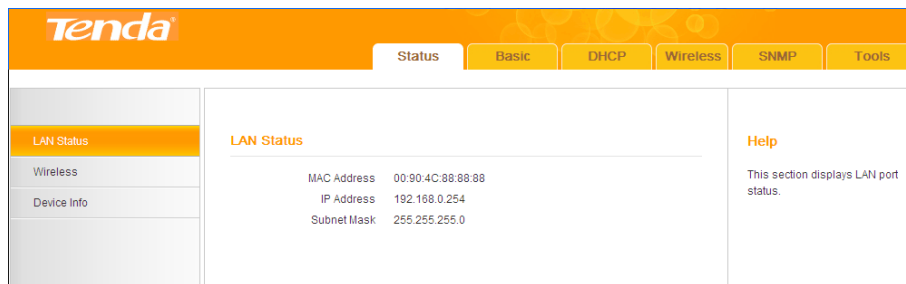 Tenda
Status Basic DHCP Wireless SNMP Tools
LAN Status
Wireless
Device Info
LAN Status
MAC Address 00:90:4C:88:88:88
IP Address 192.168.0.254
Subnet Mask 255.255.255.0
Help
This section displays LAN port
status.